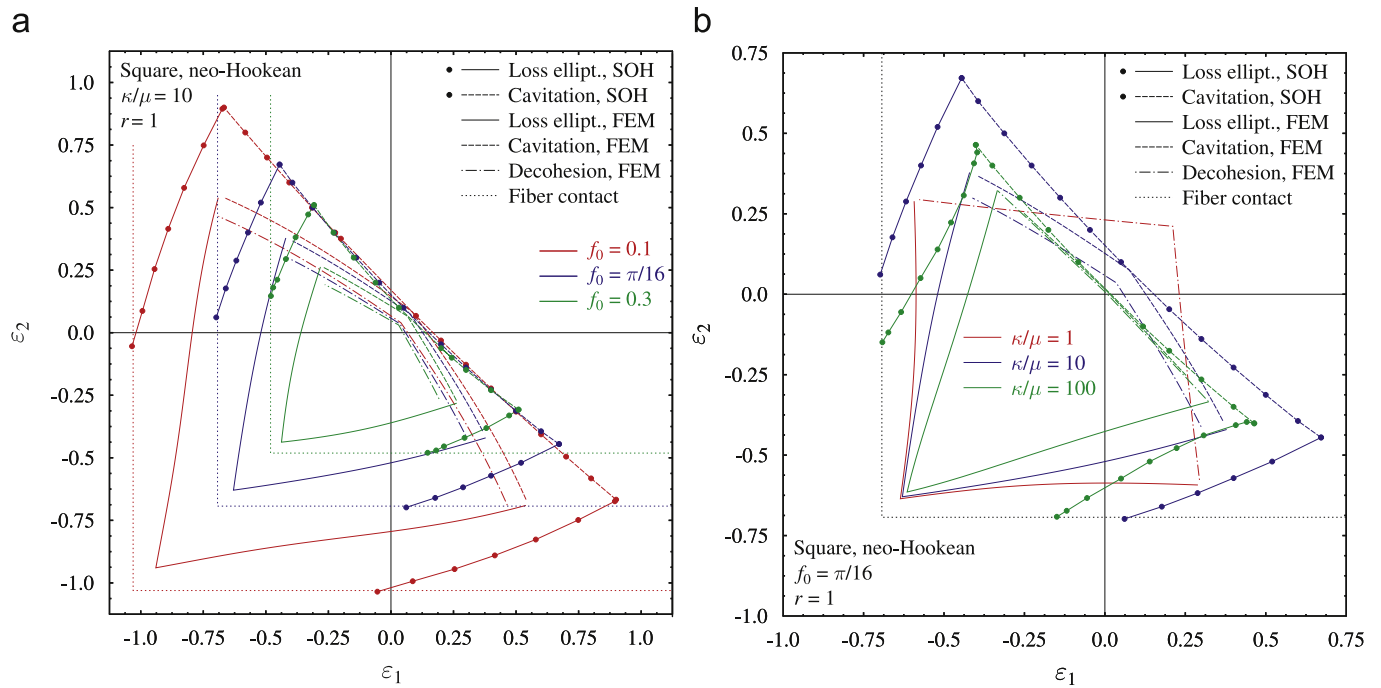 a
Square, neo-Hookean
κ/μ = 10
r = 1
Loss ellipt., SOH
Cavitation, SOH
Loss ellipt., FEM
Cavitation, FEM
Decohesion, FEM
Fiber contact
f₀ = 0.1
f₀ = π/16
f₀ = 0.3
1.0
0.75
0.5
0.25
0.0
-0.25
-0.5
-0.75
-1.0
ε₂
-1.0 -0.75 -0.5 -0.25 0.0 0.25 0.5 0.75 1.0
ε₁
b
Loss ellipt., SOH
Cavitation, SOH
Loss ellipt., FEM
Cavitation, FEM
Decohesion, FEM
Fiber contact
κ/μ = 1
κ/μ = 10
κ/μ = 100
Square, neo-Hookean
f₀ = π/16
r = 1
0.75
0.5
0.25
0.0
-0.25
-0.5
-0.75
-1.0
ε₂
-1.0 -0.75 -0.5 -0.25 0.0 0.25 0.5 0.75
ε₁